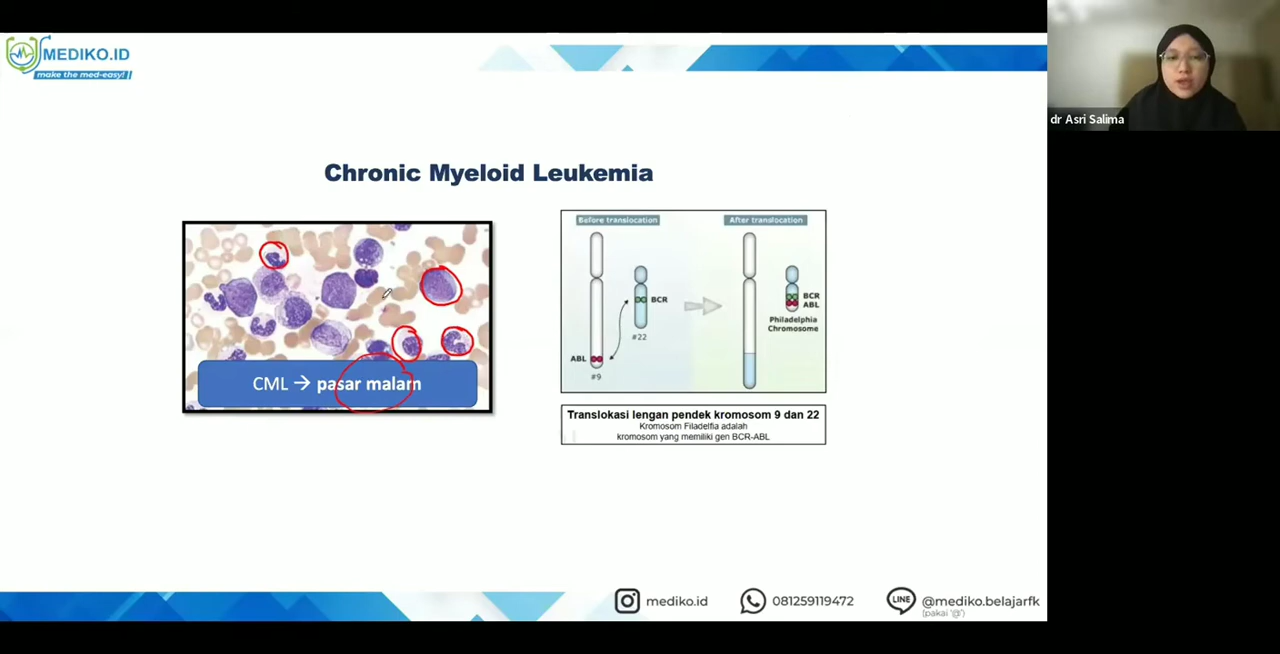 MEDIKO.ID
make the med-easy!
dr Asri Salima
Chronic Myeloid Leukemia
CML → pasar malam
Before translocation
After translocation
BCR
#22
ABL
#9
BCR
ABL
Philadelphia
Chromosome
Translokasi lengan pendek kromosom 9 dan 22
Kromosom Filadelfia adalah
kromosom yang memiliki gen BCR-ABL
mediko.id
081259119472
LINE
@mediko.belajarfk
(pakai '@')